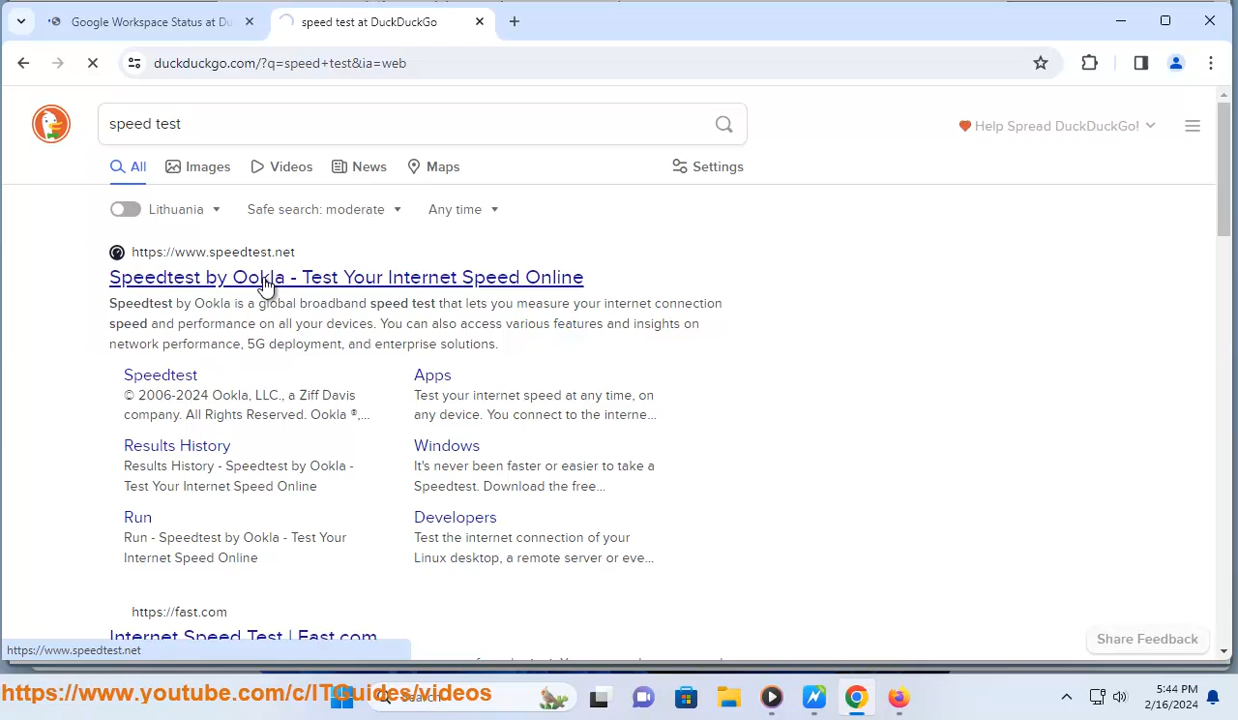 Google Workspace Status at Du
speed test at DuckDuckGo
duckduckgo.com/?q=speed+test&ia=web
speed test
Help Spread DuckDuckGo!
All
Images
Videos
News
Maps
Settings
Lithuania
Safe search: moderate
Any time
https://www.speedtest.net
Speedtest by Ookla - Test Your Internet Speed Online
Speedtest by Ookla is a global broadband speed test that lets you measure your internet connection
speed and performance on all your devices. You can also access various features and insights on
network performance, 5G deployment, and enterprise solutions.
Speedtest
© 2006-2024 Ookla, LLC., a Ziff Davis
company. All Rights Reserved. Ookla ®,...
Apps
Test your internet speed at any time, on
any device. You connect to the interne...
Results History
Results History - Speedtest by Ookla -
Test Your Internet Speed Online
Windows
It's never been faster or easier to take a
Speedtest. Download the free...
Run
Run - Speedtest by Ookla - Test Your
Internet Speed Online
Developers
Test the internet connection of your
Linux desktop, a remote server or eve...
https://fast.com
Internet Speed Test | Fast.com
Share Feedback
https://www.speedtest.net
https://www.youtube.com/c/ITGuides/videos
Search
5:44 PM
2/16/2024